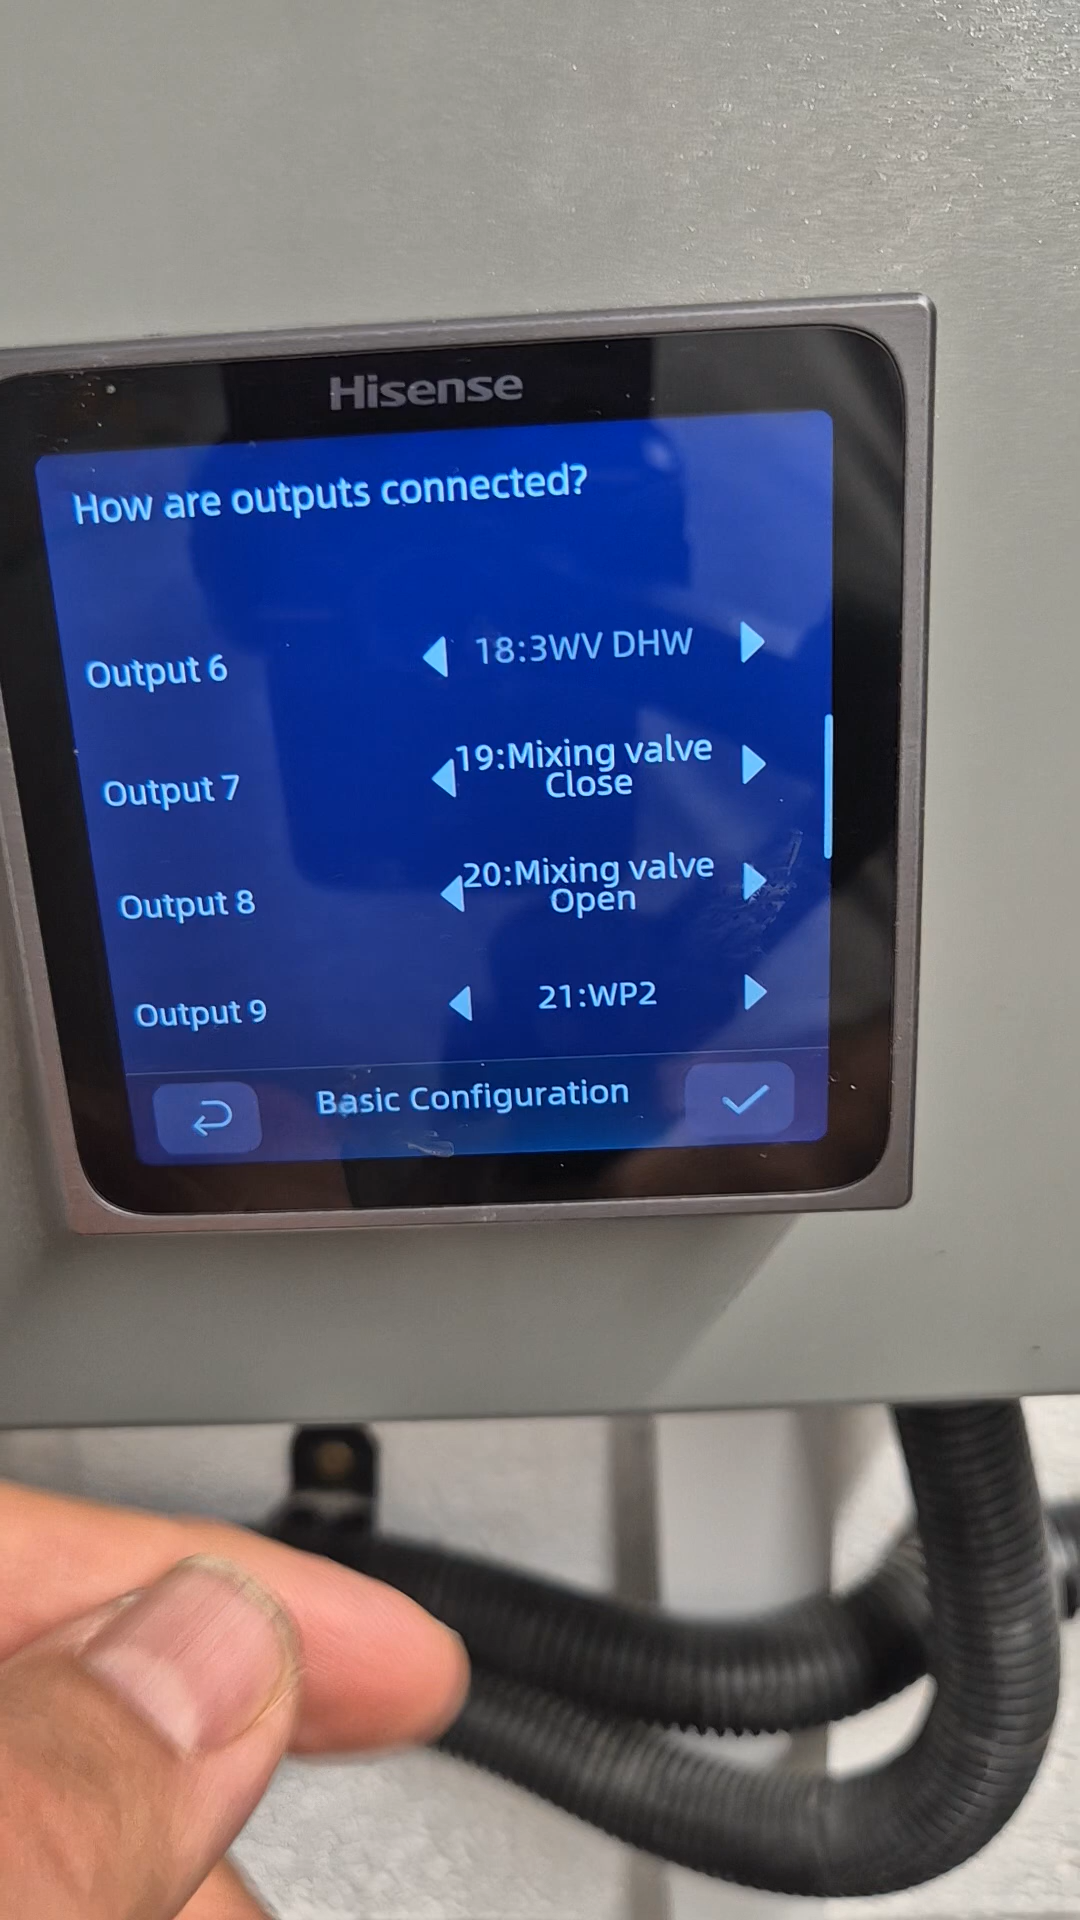 Hisense
How are outputs connected?
Output 6
18:3WV DHW
Output 7
19:Mixing valve
Close
Output 8
20:Mixing valve
Open
Output 9
21:WP2
Basic Configuration